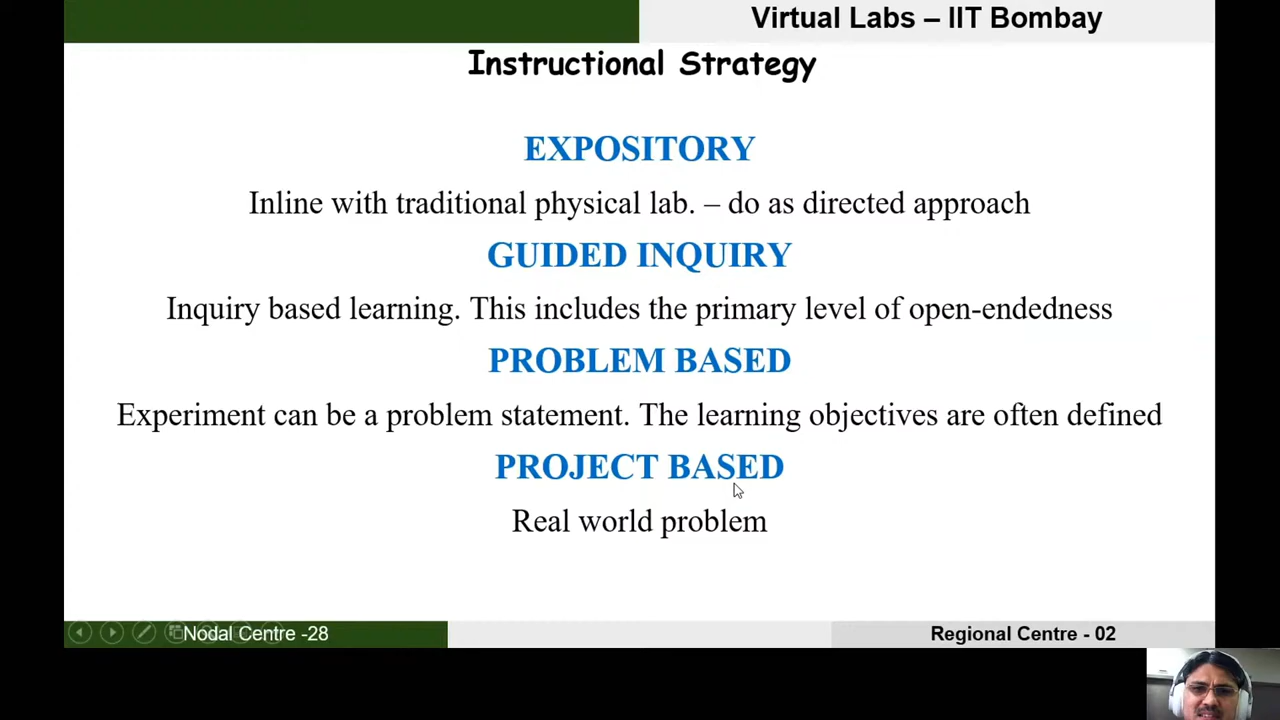 Virtual Labs – IIT Bombay
Instructional Strategy
EXPOSITORY
Inline with traditional physical lab. – do as directed approach
GUIDED INQUIRY
Inquiry based learning. This includes the primary level of open-endedness
PROBLEM BASED
Experiment can be a problem statement. The learning objectives are often defined
PROJECT BASED
Real world problem
Nodal Centre -28
Regional Centre - 02